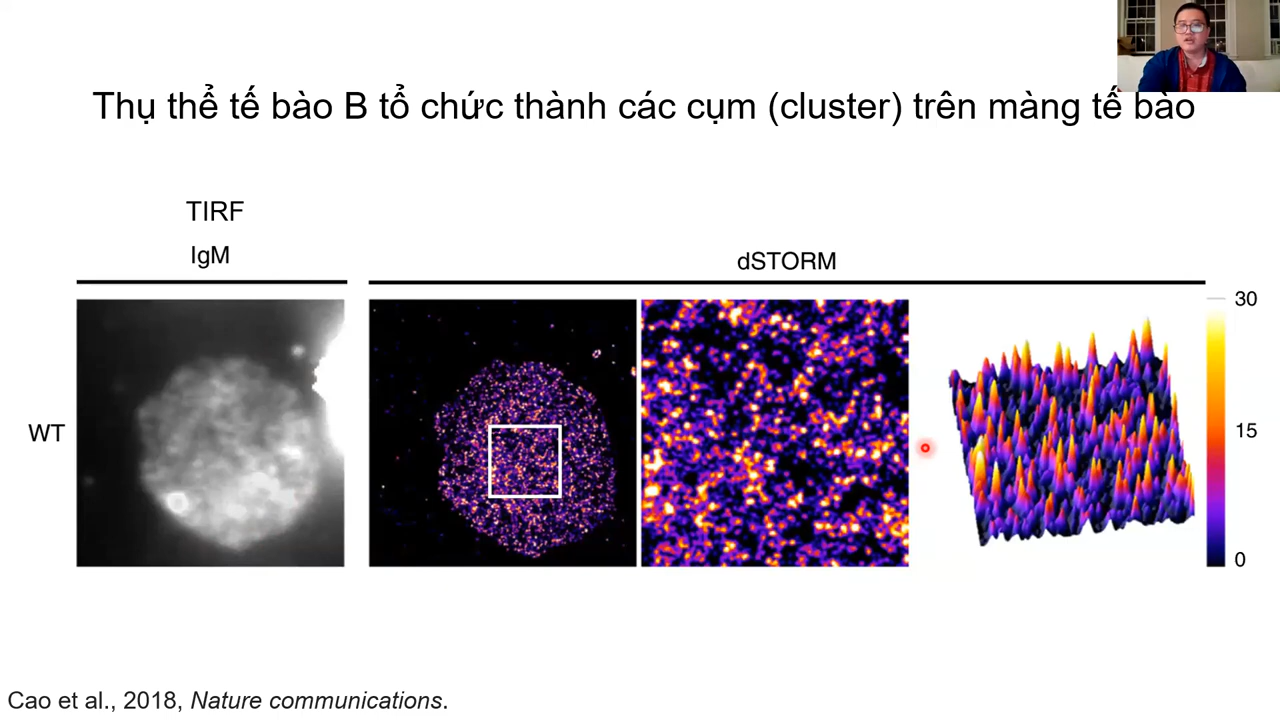 Thụ thể tế bào B tổ chức thành các cụm (cluster) trên màng tế bào
TIRF
IgM
dSTORM
WT
30
15
0
Cao et al., 2018, Nature communications.